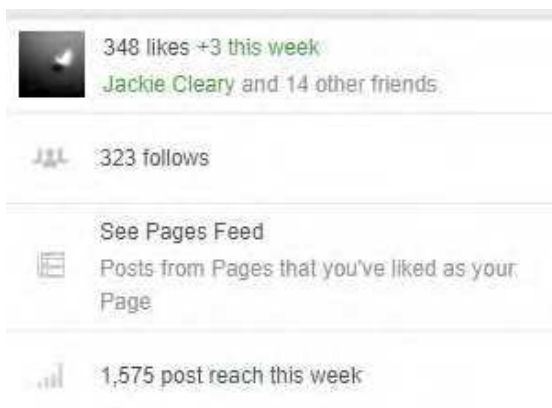 348 likes +3 this week
Jackie Cleary and 14 other friends
323 follows
See Pages Feed
Posts from Pages that you've liked as your
Page
1,575 post reach this week